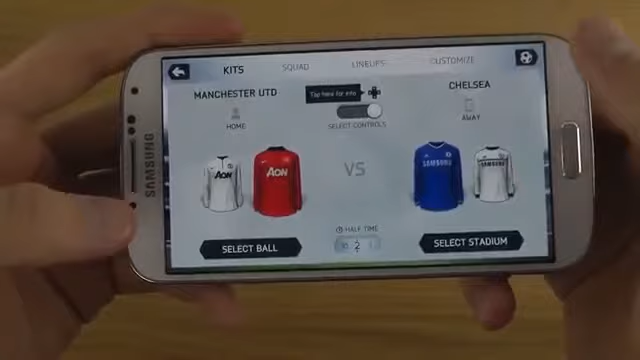 KITS SQUAD LINEUPS CUSTOMIZE
MANCHESTER UTD
Tap here for info
CHELSEA
HOME
SELECT CONTROLS
AWAY
AON
AON
VS
SAMSUNG
SAMSUNG
HALF TIME
2
SELECT BALL
SELECT STADIUM
SAMSUNG